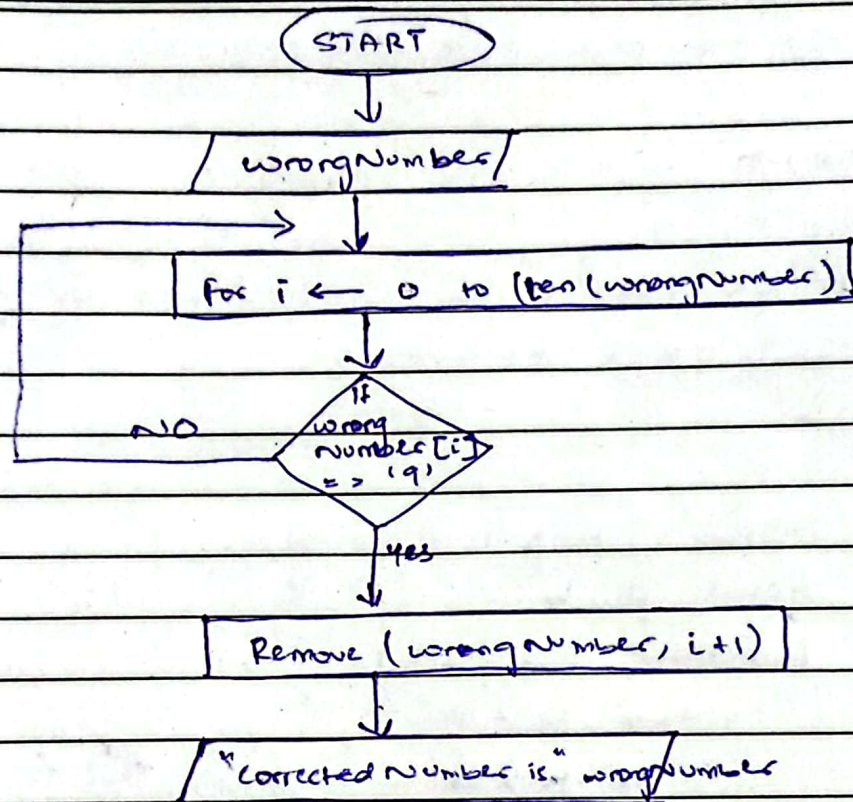 START
wrongNumber
For i ← 0 to (len (wrongNumber)
If
wrong
Number[i]
= > '9'
NO
yes
Remove (wrongNumber, i+1)
"Corrected Number is" wrongNumber